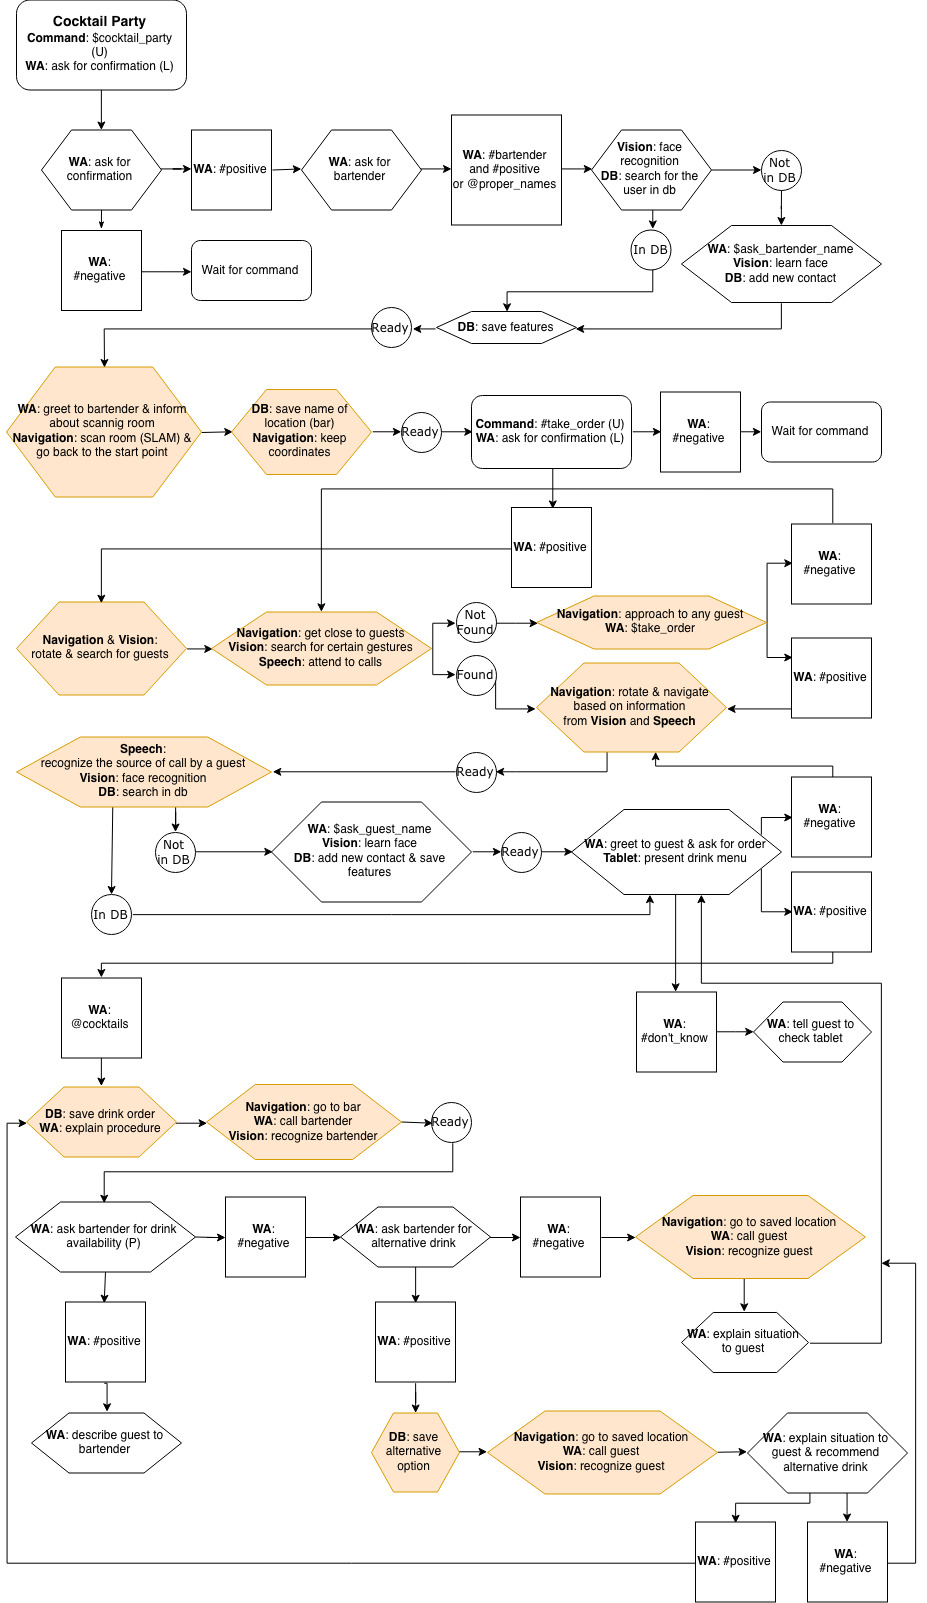 Cocktail Party
Command: $cocktail_party
(U)
WA: ask for confirmation (L)
WA: ask for
confirmation
WA: #positive
WA: ask for
bartender
WA: #bartender
and #positive
or @proper_names
Vision: face
recognition
DB: search for the
user in db
Not
in DB
WA:
#negative
Wait for command
In DB
WA: $ask_bartender_name
Vision: learn face
DB: add new contact
DB: save features
Ready
WA: greet to bartender & inform
about scannig room
Navigation: scan room (SLAM) &
go back to the start point
DB: save name of
location (bar)
Navigation: keep
coordinates
Ready
Command: #take_order (U)
WA: ask for confirmation (L)
WA:
#negative
Wait for command
WA: #positive
WA:
#negative
Navigation & Vision:
rotate & search for guests
Navigation: get close to guests
Vision: search for certain gestures
Speech: attend to calls
Not
Found
Navigation: approach to any guest
WA: $take_order
Found
WA: #positive
Navigation: rotate & navigate
based on information
from Vision and Speech
Speech:
recognize the source of call by a guest
Vision: face recognition
DB: search in db
Ready
WA:
#negative
Not
in DB
WA: $ask_guest_name
Vision: learn face
DB: add new contact & save
features
Ready
WA: greet to guest & ask for order
Tablet: present drink menu
In DB
WA: #positive
WA:
@cocktails
WA:
#don't_know
WA: tell guest to
check tablet
DB: save drink order
WA: explain procedure
Navigation: go to bar
WA: call bartender
Vision: recognize bartender
Ready
WA: ask bartender for drink
availability (P)
WA:
#negative
WA: ask bartender for
alternative drink
WA:
#negative
Navigation: go to saved location
WA: call guest
Vision: recognize guest
WA: #positive
WA: #positive
WA: explain situation
to guest
WA: describe guest to
bartender
DB: save
alternative
option
Navigation: go to saved location
WA: call guest
Vision: recognize guest
WA: explain situation to
guest & recommend
alternative drink
WA: #positive
WA:
#negative